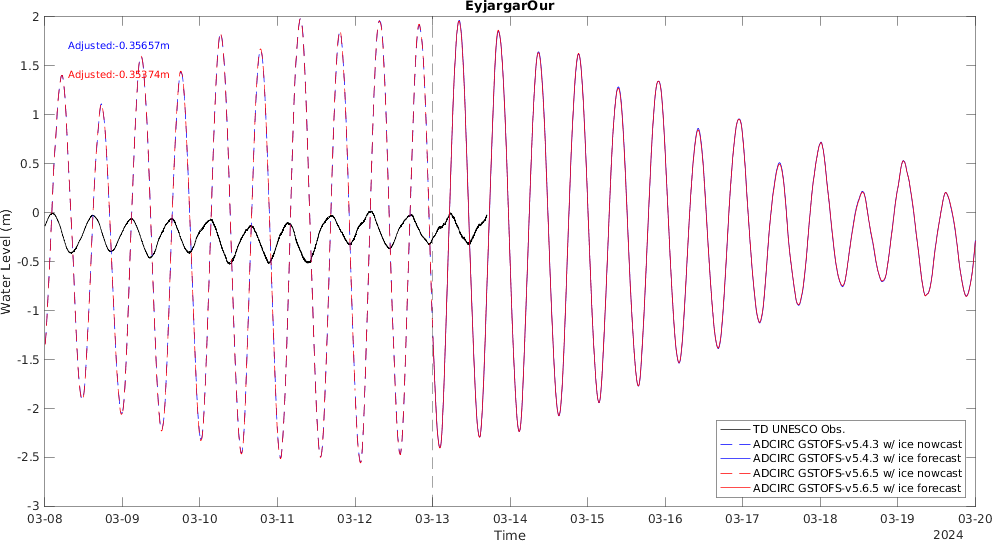 EyjargarOur
2
1.5
1
0.5
0
-0.5
-1
-1.5
-2
-2.5
-3
Water Level (m)
Adjusted:-0.35657m
Adjusted:-0.35374m
TD UNESCO Obs.
ADCIRC GSTOFS-v5.4.3 w/ ice nowcast
ADCIRC GSTOFS-v5.4.3 w/ ice forecast
ADCIRC GSTOFS-v5.6.5 w/ ice nowcast
ADCIRC GSTOFS-v5.6.5 w/ ice forecast
03-08 03-09 03-10 03-11 03-12 03-13 03-14 03-15 03-16 03-17 03-18 03-19 03-20
Time
2024